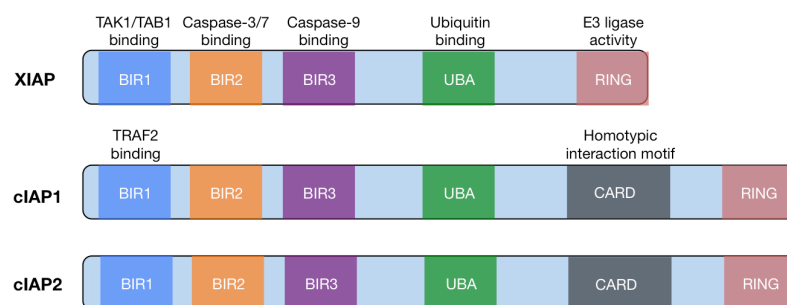 TAK1/TAB1 binding
Caspase-3/7 binding
Caspase-9 binding
Ubiquitin binding
E3 ligase activity
XIAP
BIR1
BIR2
BIR3
UBA
RING
TRAF2 binding
Homotypic interaction motif
cIAP1
BIR1
BIR2
BIR3
UBA
CARD
RING
cIAP2
BIR1
BIR2
BIR3
UBA
CARD
RING